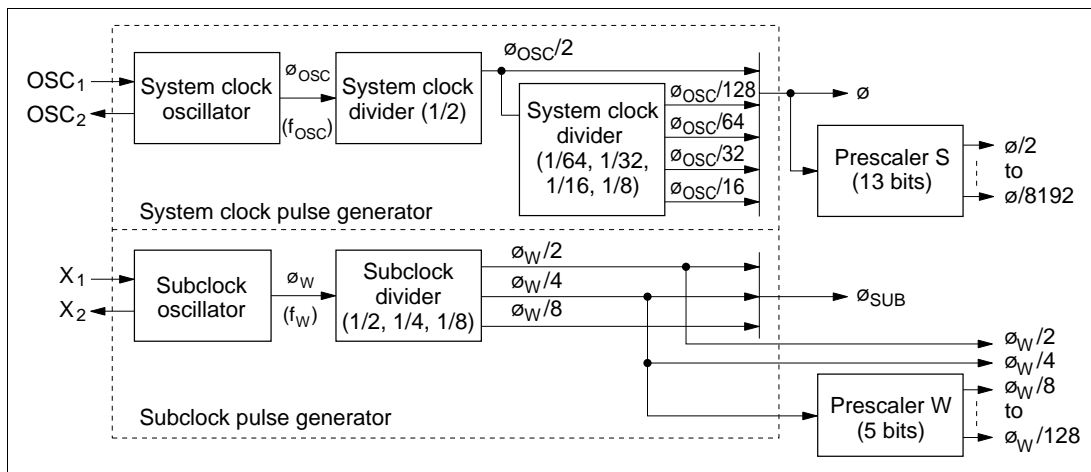 OSC1
OSC2
System clock
oscillator
øOSC
(fOSC)
System clock
divider (1/2)
øOSC/2
System clock
divider
(1/64, 1/32,
1/16, 1/8)
øOSC/128
øOSC/64
øOSC/32
øOSC/16
ø
Prescaler S
(13 bits)
ø/2
to
ø/8192
System clock pulse generator
X1
X2
Subclock
oscillator
øW
(fW)
Subclock
divider
(1/2, 1/4, 1/8)
øW/2
øW/4
øW/8
øSUB
øW/2
øW/4
Prescaler W
(5 bits)
øW/8
to
øW/128
Subclock pulse generator